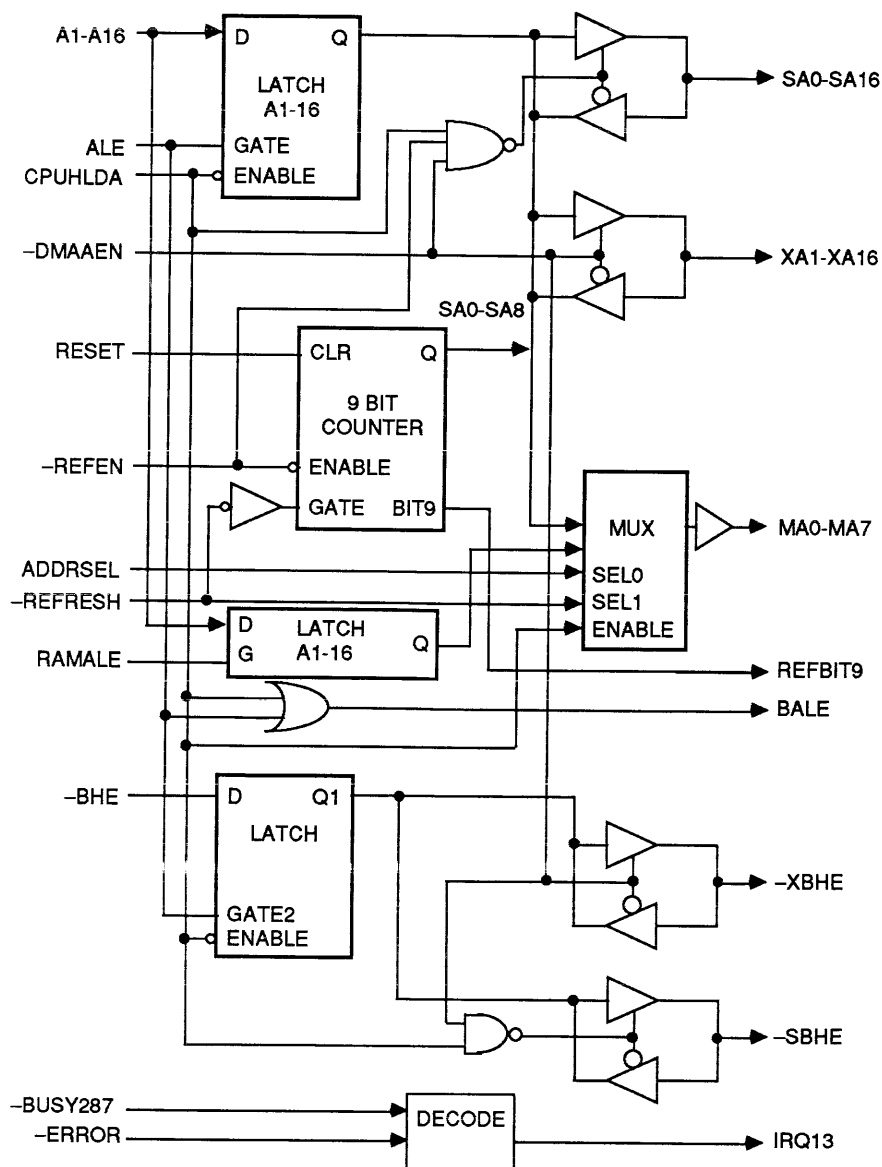 A1-A16
D Q
LATCH
A1-16
SA0-SA16
ALE
GATE
CPUHLDA
ENABLE
–DMAAEN
XA1-XA16
SA0-SA8
RESET
CLR Q
9 BIT
COUNTER
–REFEN
ENABLE
GATE BIT9
MUX
MA0-MA7
ADDRSEL
SEL0
–REFRESH
SEL1
D LATCH Q
ENABLE
RAMALE
G A1-16
REFBIT9
BALE
–BHE
D Q1
LATCH
–XBHE
GATE2
ENABLE
–SBHE
–BUSY287
DECODE
–ERROR
IRQ13